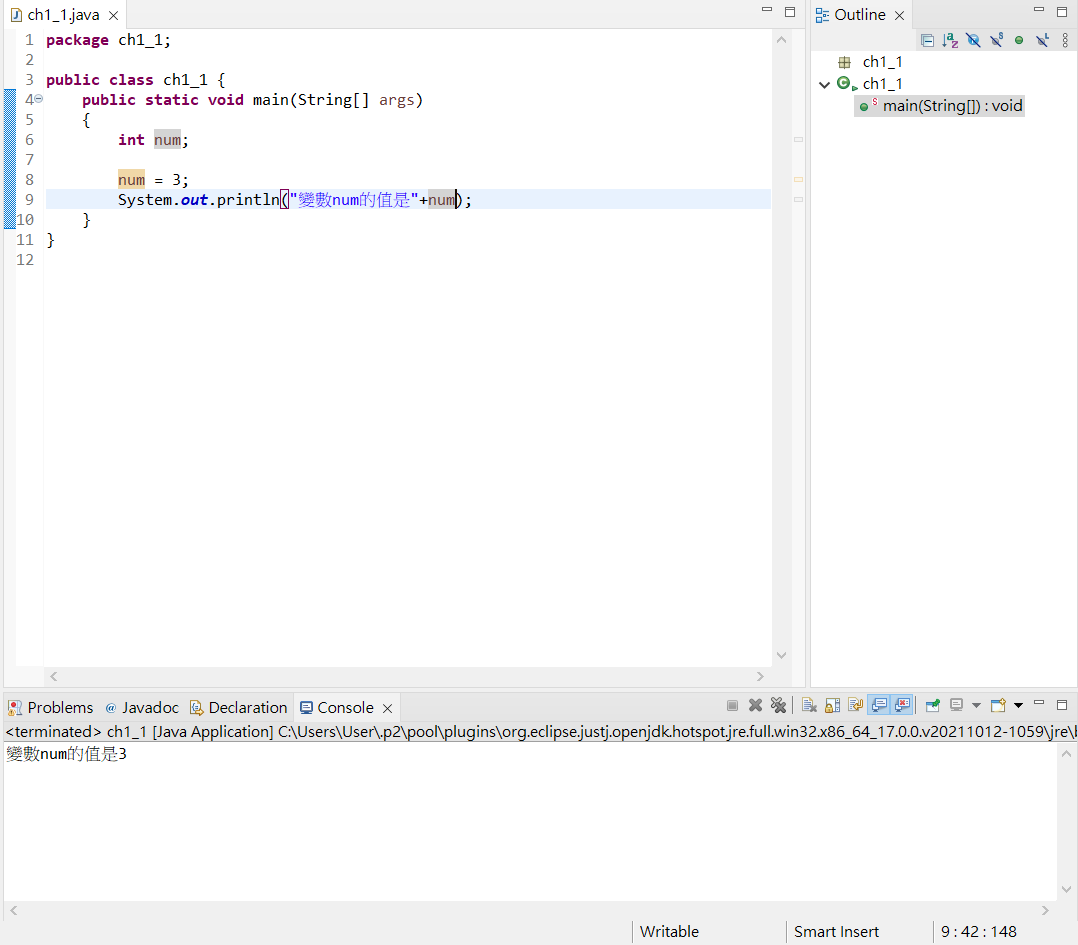 ch1_1.java
Outline
1 package ch1_1;
2
3 public class ch1_1 {
4 public static void main(String[] args)
5 {
6 int num;
7
8 num = 3;
9 System.out.println("變數num的值是"+num);
10 }
11 }
12
ch1_1
ch1_1
main(String[]) : void
Problems @ Javadoc Declaration Console
<terminated> ch1_1 [Java Application] C:\Users\User\.p2\pool\plugins\org.eclipse.justj.openjdk.hotspot.jre.full.win32.x86_64_17.0.0.v20211012-1059\jre\b
變數num的值是3
Writable Smart Insert 9 : 42 : 148